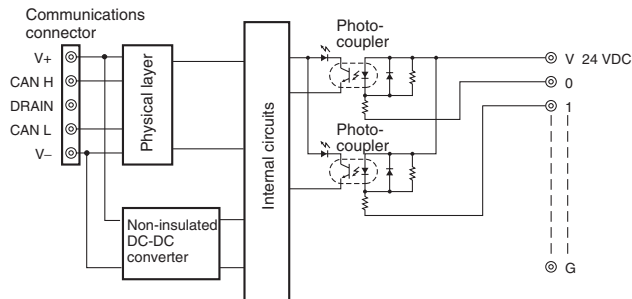 Communications
connector
V+
CAN H
DRAIN
CAN L
V–
Physical layer
Non-insulated
DC-DC
converter
Internal circuits
Photo-
coupler
Photo-
coupler
V 24 VDC
0
1
G